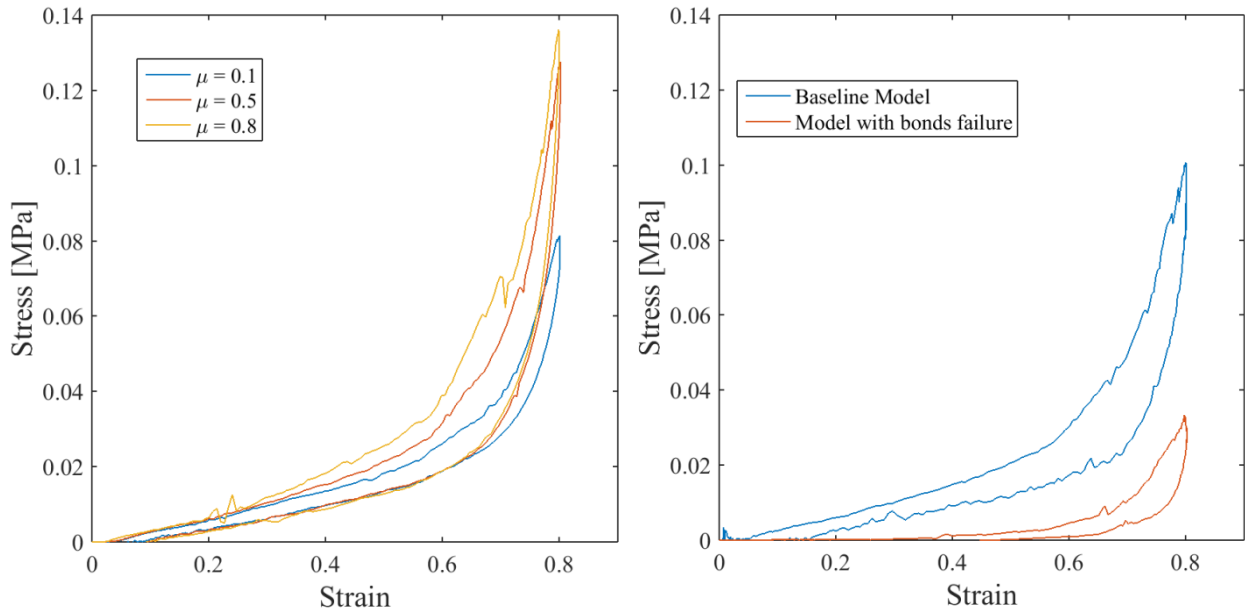 0.14
0.12
0.1
0.08
0.06
0.04
0.02
0
Stress [MPa]
0
0.2
0.4
0.6
0.8
Strain
μ = 0.1
μ = 0.5
μ = 0.8
0.14
0.12
0.1
0.08
0.06
0.04
0.02
0
Stress [MPa]
0
0.2
0.4
0.6
0.8
Strain
Baseline Model
Model with bonds failure